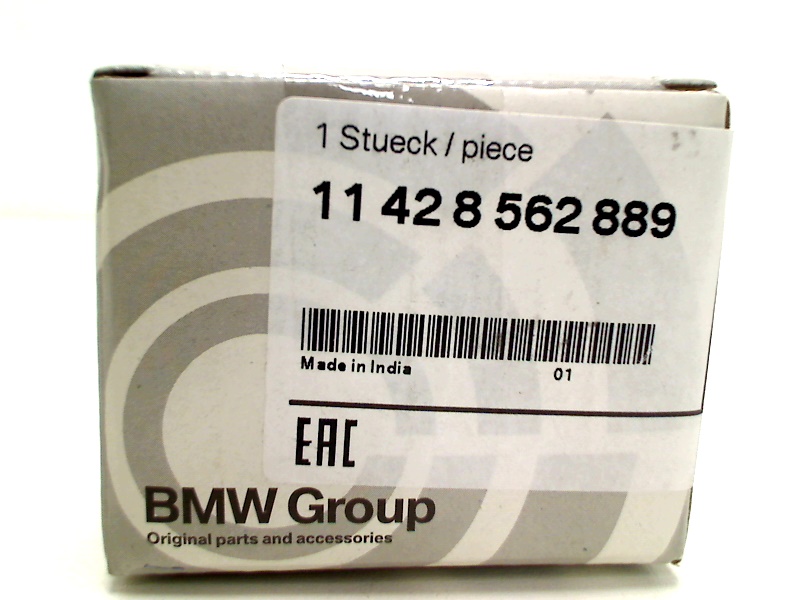 1 Stueck / piece
11 42 8 562 889
Made in India 01
EAC
BMW Group
Original parts and accessories